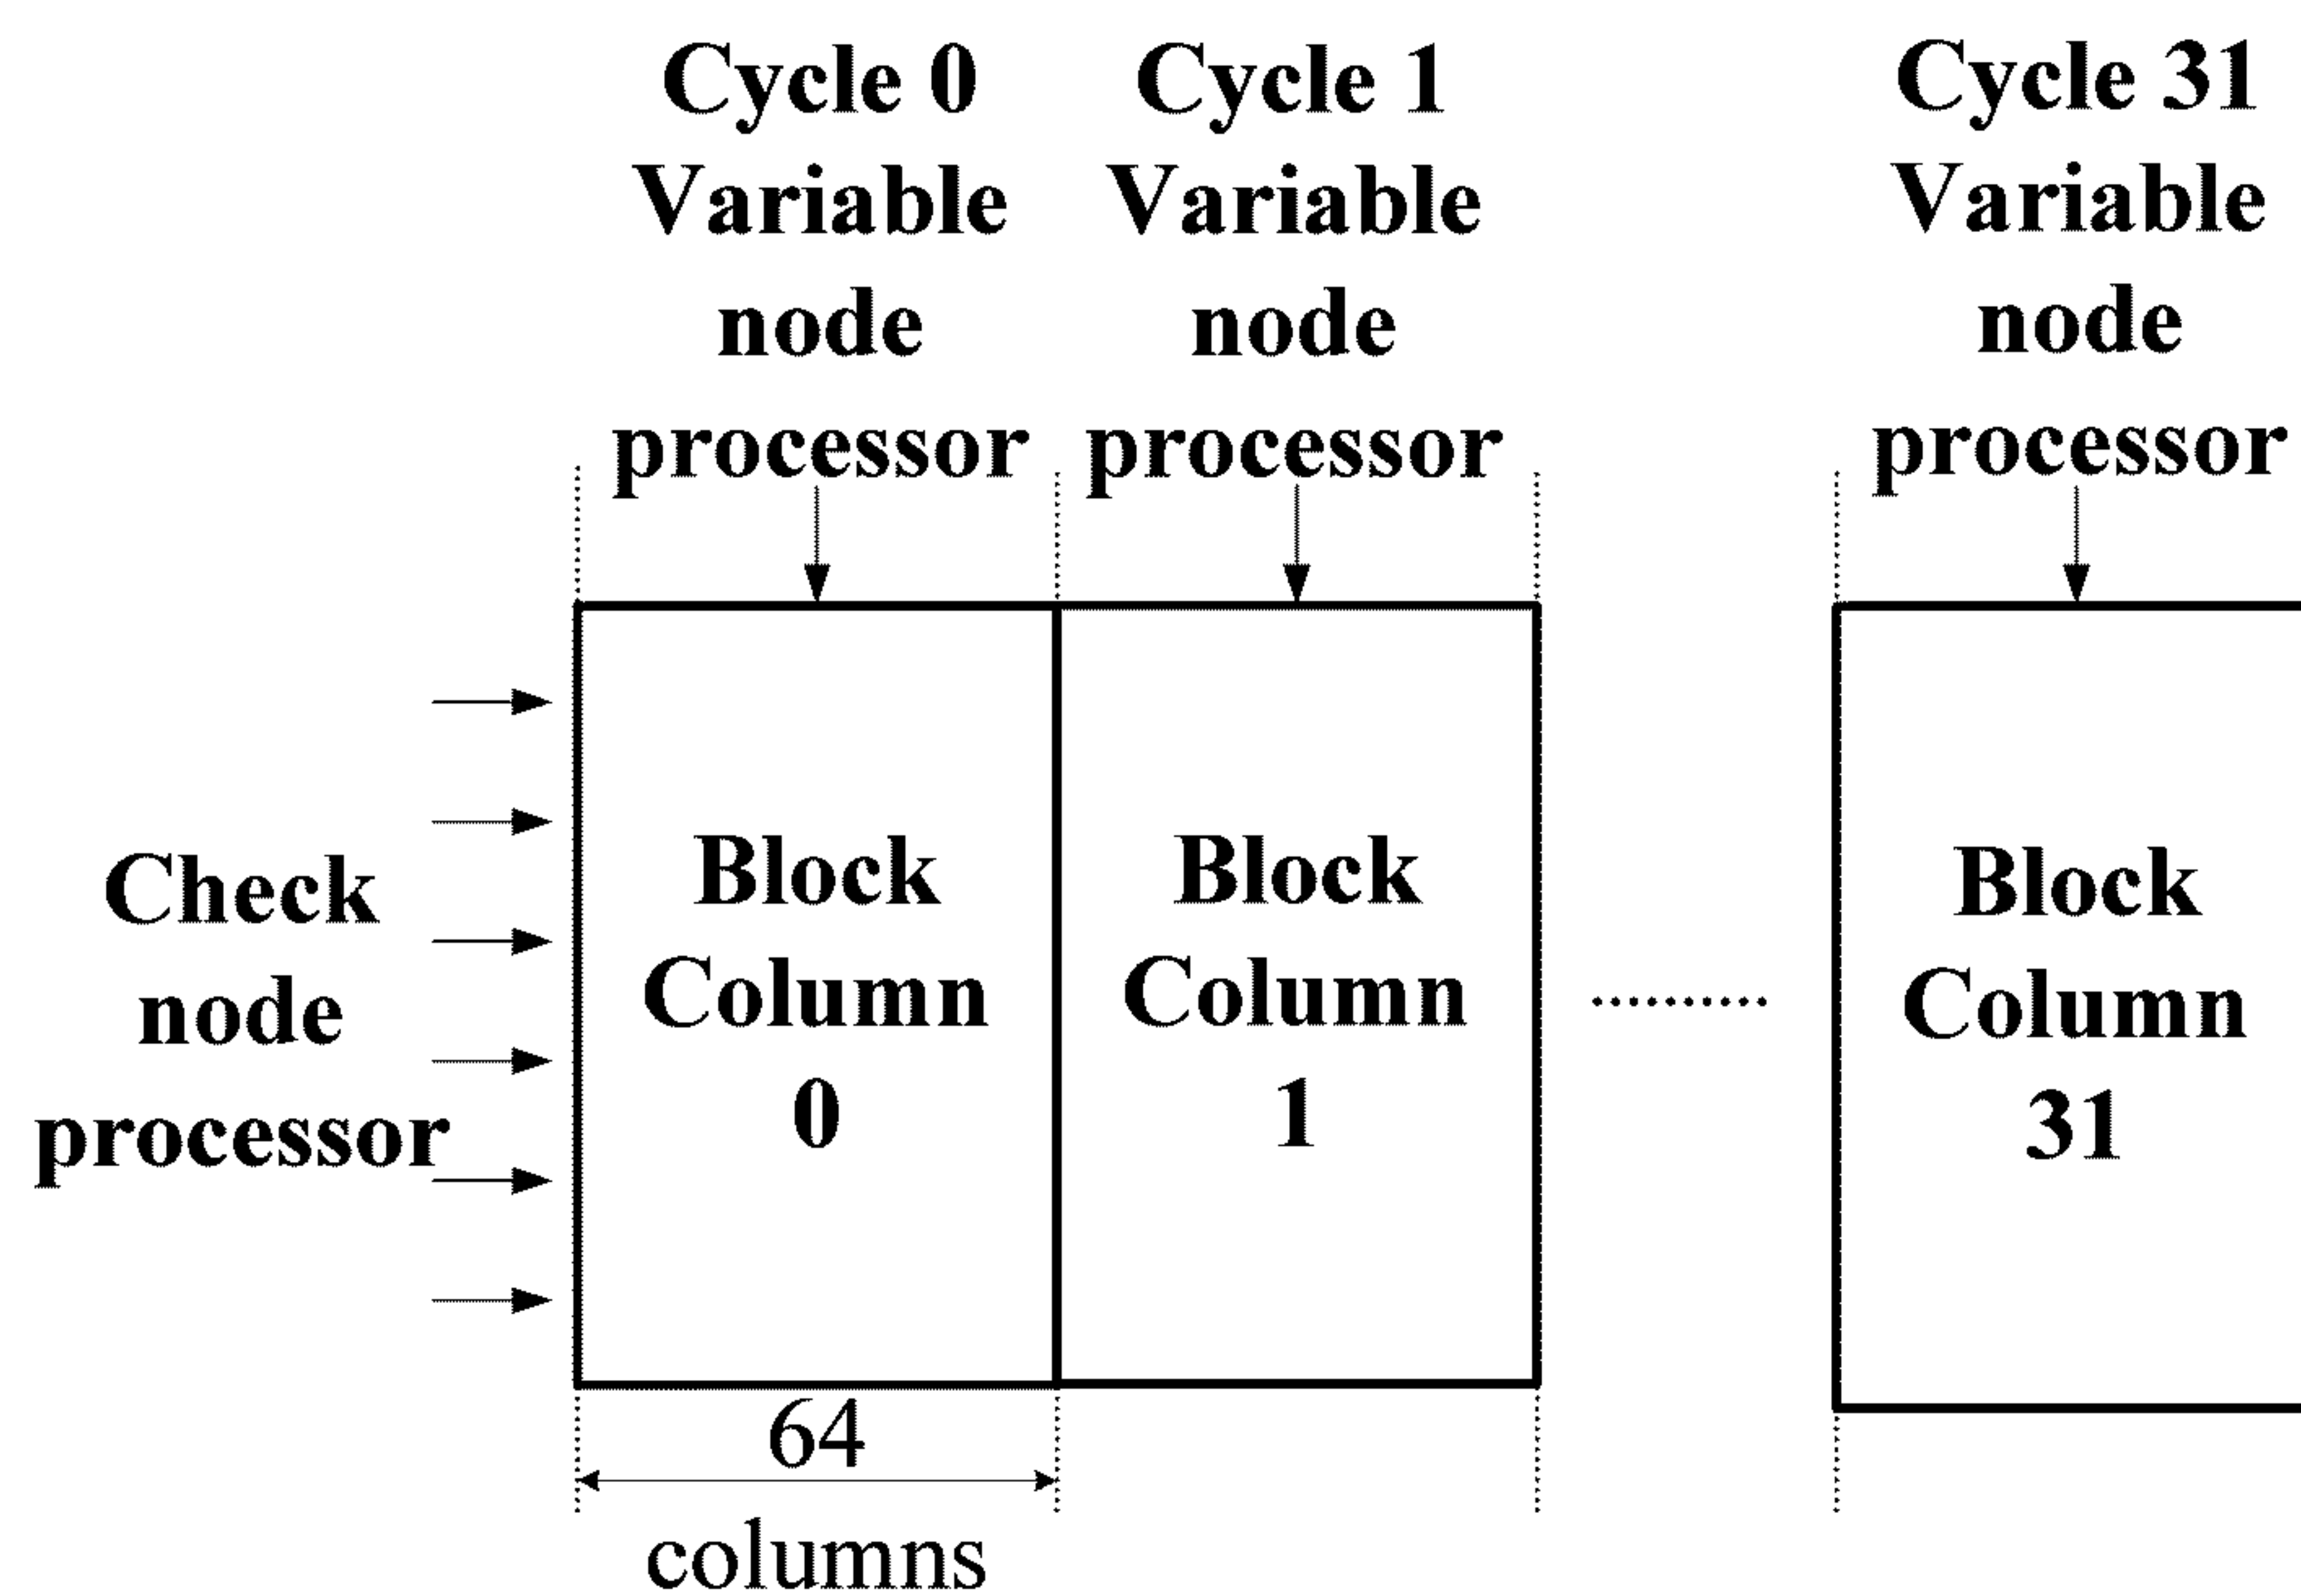 Cycle 0
Variable
node
processor
Cycle 1
Variable
node
processor
Cycle 31
Variable
node
processor
Check
node
processor
Block
Column
0
Block
Column
1
.........
Block
Column
31
64
columns